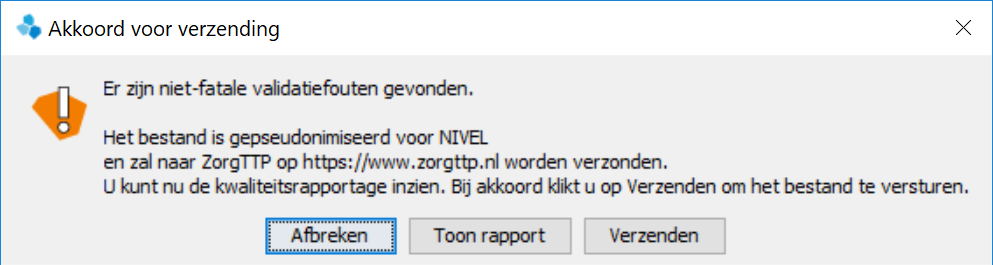 Akkoord voor verzending
Er zijn niet-fatale validatiefouten gevonden.
Het bestand is gepseudonimiseerd voor NIVEL
en zal naar ZorgTTP op https://www.zorgttp.nl worden verzonden.
U kunt nu de kwaliteitsrapportage inzien. Bij akkoord klikt u op Verzenden om het bestand te versturen.
Afbreken Toon rapport Verzenden